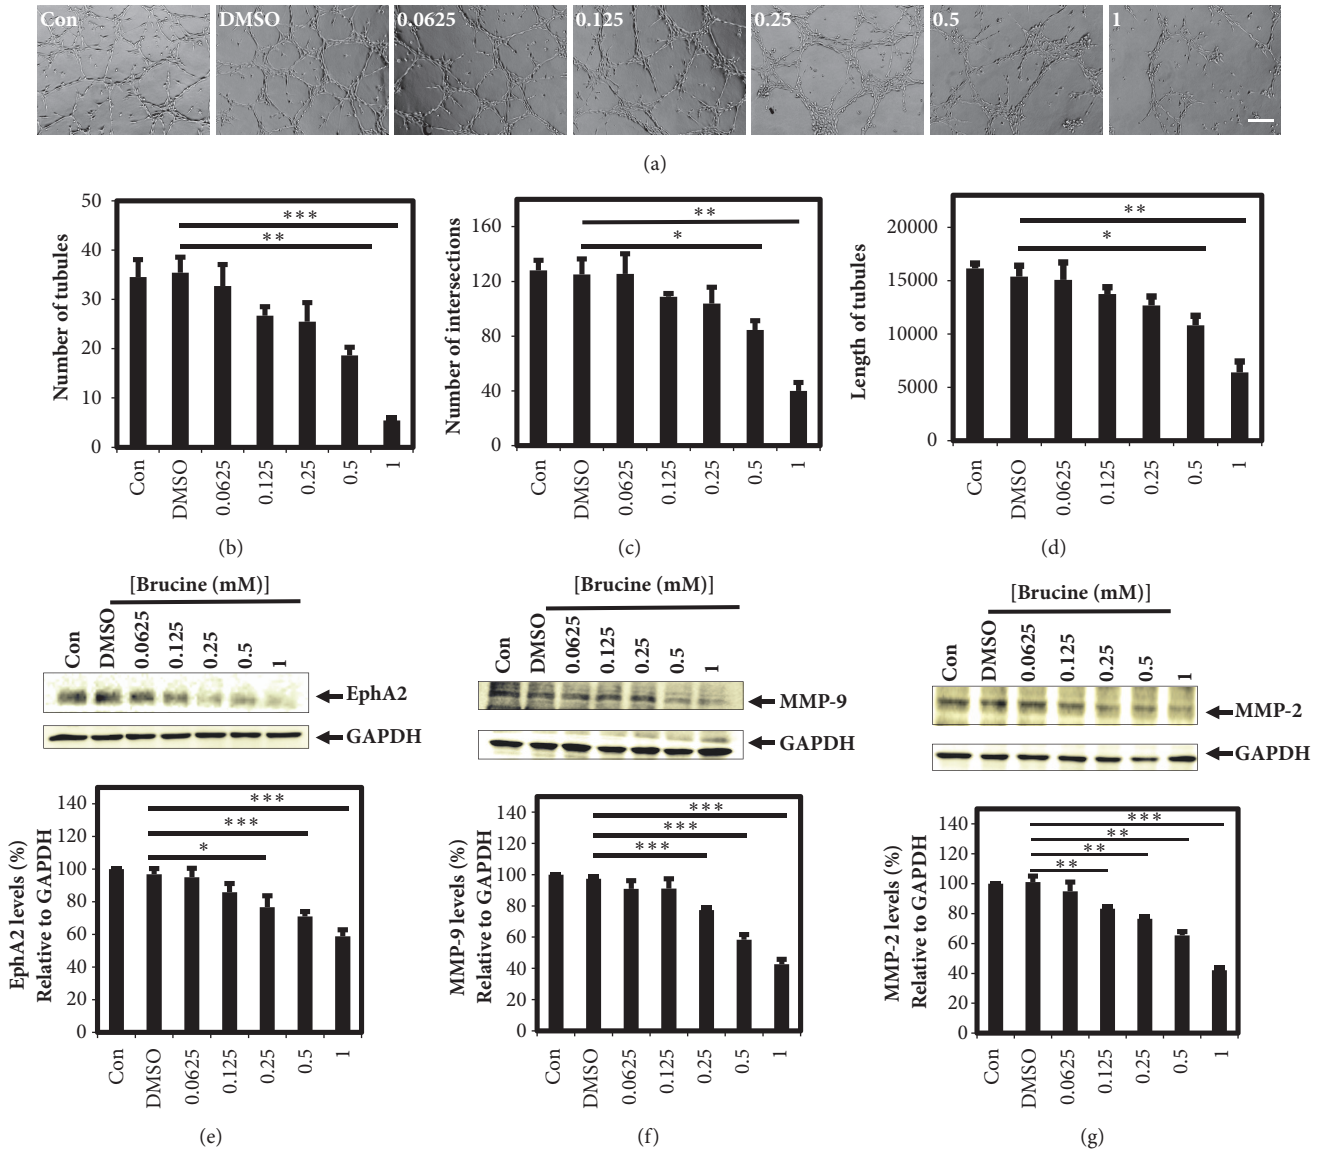 Con DMSO 0.0625 0.125 0.25 0.5 1
(a)
Number of tubules
50
40
30
20
10
0
***
**
Con DMSO 0.0625 0.125 0.25 0.5 1
(b)
Number of intersections
160
120
80
40
0
**
*
Con DMSO 0.0625 0.125 0.25 0.5 1
(c)
Length of tubules
20000
15000
10000
5000
0
**
*
Con DMSO 0.0625 0.125 0.25 0.5 1
(d)
[Brucine (mM)]
Con DMSO 0.0625 0.125 0.25 0.5 1
EphA2
GAPDH
EphA2 levels (%)
Relative to GAPDH
140
120
100
80
60
40
20
0
***
***
*
Con DMSO 0.0625 0.125 0.25 0.5 1
(e)
[Brucine (mM)]
Con DMSO 0.0625 0.125 0.25 0.5 1
MMP-9
GAPDH
MMP-9 levels (%)
Relative to GAPDH
140
120
100
80
60
40
20
0
***
***
***
Con DMSO 0.0625 0.125 0.25 0.5 1
(f)
[Brucine (mM)]
Con DMSO 0.0625 0.125 0.25 0.5 1
MMP-2
GAPDH
MMP-2 levels (%)
Relative to GAPDH
140
120
100
80
60
40
20
0
***
**
**
**
Con DMSO 0.0625 0.125 0.25 0.5 1
(g)